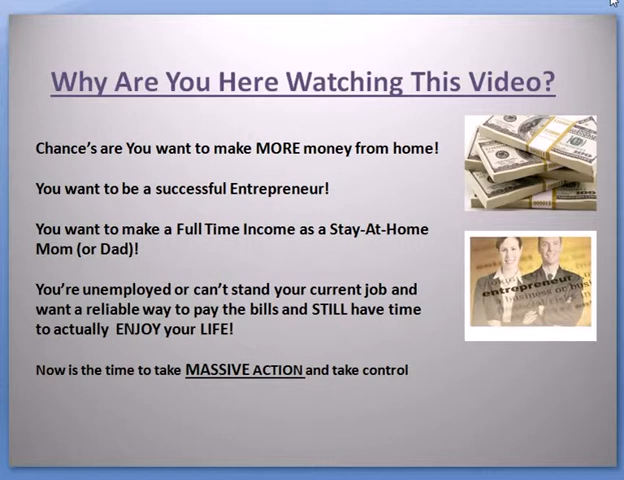 Why Are You Here Watching This Video?
Chance's are You want to make MORE money from home!
You want to be a successful Entrepreneur!
You want to make a Full Time Income as a Stay-At-Home
Mom (or Dad)!
You're unemployed or can't stand your current job and
want a reliable way to pay the bills and STILL have time
to actually ENJOY your LIFE!
Now is the time to take MASSIVE ACTION and take control
entrepreneur